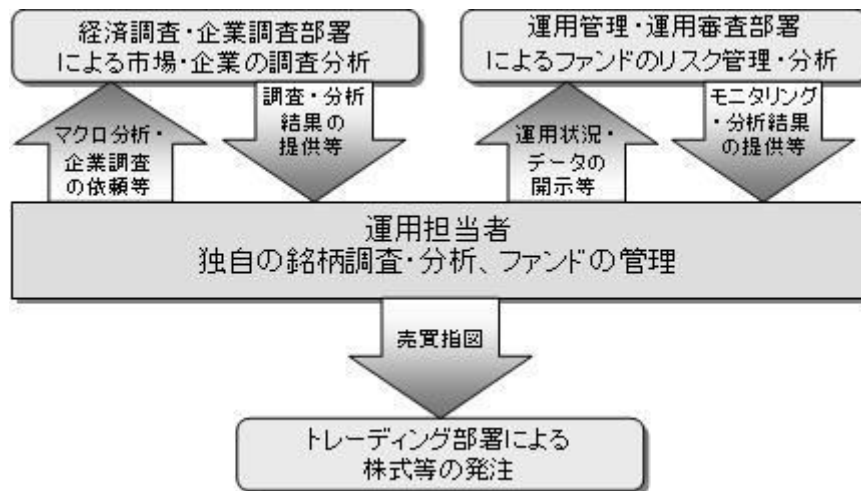 経済調査・企業調査部署
による市場・企業の調査分析
運用管理・運用審査部署
によるファンドのリスク管理・分析
マクロ分析・
企業調査
の依頼等
調査・分析
結果の
提供等
運用状況・
データの
開示等
モニタリング
・分析結果
の提供等
運用担当者
独自の銘柄調査・分析、ファンドの管理
売買指図
トレーディング部署による
株式等の発注